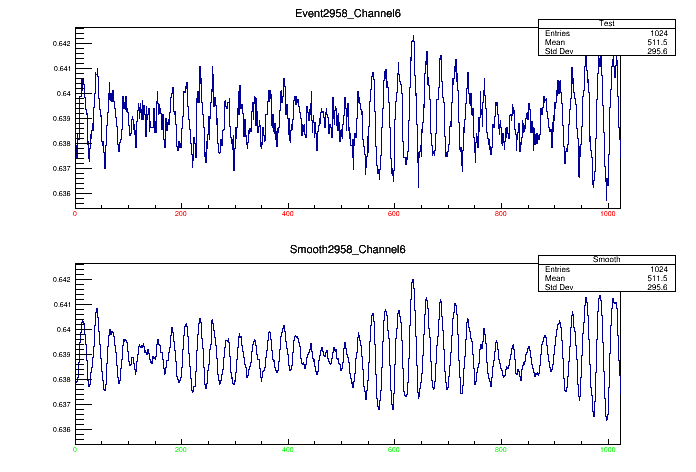 Event2958_Channel6
Test
Entries 1024
Mean 511.5
Std Dev 295.6
0.642
0.641
0.64
0.639
0.638
0.637
0.636
0 200 400 600 800 1000
Smooth2958_Channel6
Smooth
Entries 1024
Mean 511.5
Std Dev 295.6
0.642
0.641
0.64
0.639
0.638
0.637
0.636
0 200 400 600 800 1000